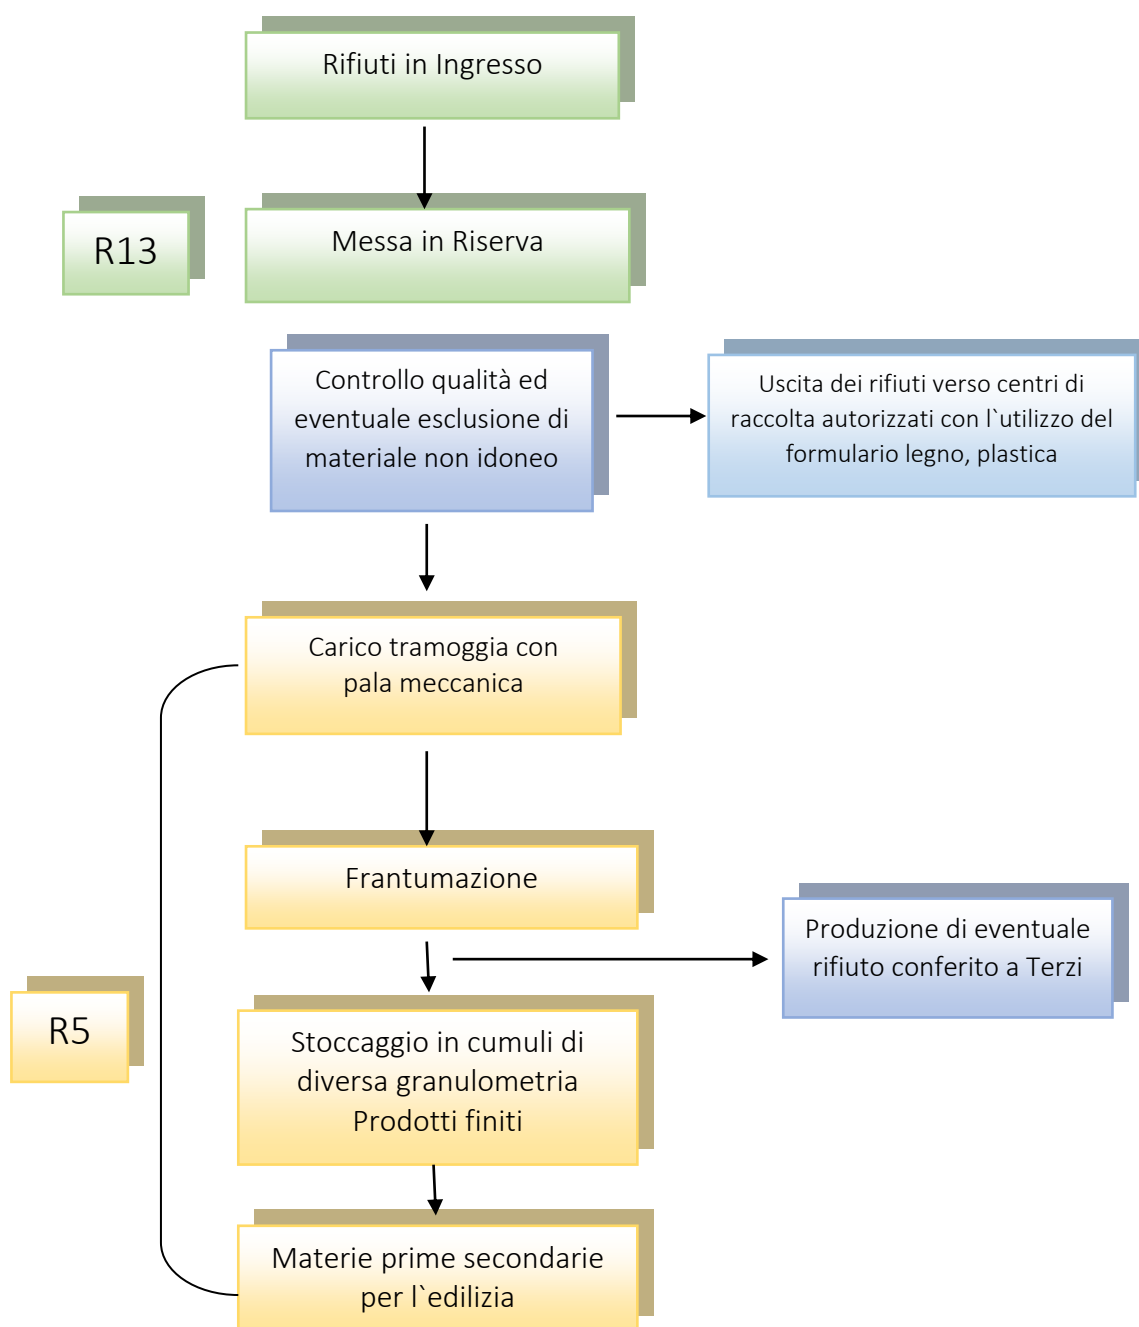 Rifiuti in Ingresso
R13
Messa in Riserva
Controllo qualità ed
eventuale esclusione di
materiale non idoneo
Uscita dei rifiuti verso centri di
raccolta autorizzati con l`utilizzo del
formulario legno, plastica
Carico tramoggia con
pala meccanica
Frantumazione
Produzione di eventuale
rifiuto conferito a Terzi
R5
Stoccaggio in cumuli di
diversa granulometria
Prodotti finiti
Materie prime secondarie
per l`edilizia